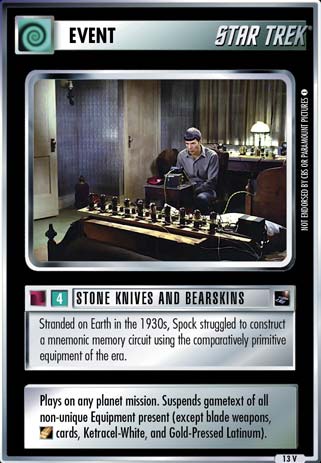 EVENT
STAR TREK
NOT ENDORSED BY CBS OR PARAMOUNT PICTURES
4
STONE KNIVES AND BEARSKINS
Stranded on Earth in the 1930s, Spock struggled to construct
a mnemonic memory circuit using the comparatively primitive
equipment of the era.
Plays on any planet mission. Suspends gametext of all
non-unique Equipment present (except blade weapons,
cards, Ketracel-White, and Gold-Pressed Latinum).
13 V